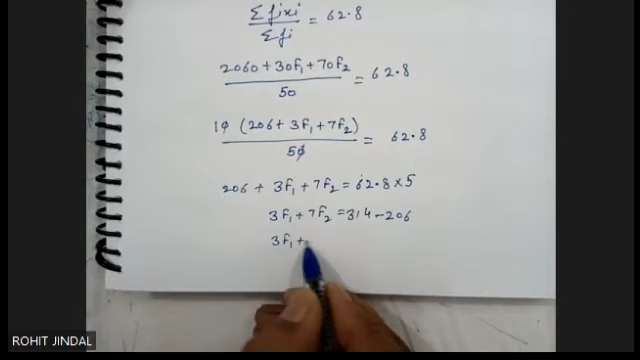 Σfixi / Σfi = 62.8
2060 + 30f₁ + 70f₂ / 50 = 62.8
10 (206 + 3f₁ + 7f₂) / 50 = 62.8
206 + 3f₁ + 7f₂ = 62.8 × 5
3f₁ + 7f₂ = 314 - 206
3f₁ +
ROHIT JINDAL